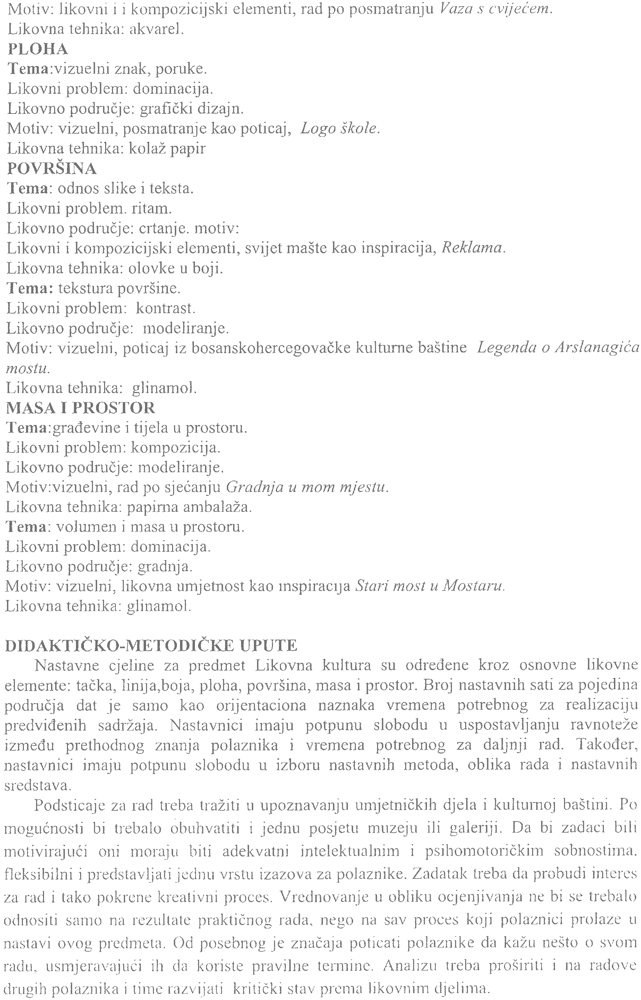 Motiv: likovni i i kompozicijski elementi, rad po posmatranju Vaza s cvijećem.
Likovna tehnika: akvarel.
PLOHA
Tema:vizuelni znak, poruke.
Likovni problem: dominacija.
Likovno područje: grafički dizajn.
Motiv: vizuelni, posmatranje kao poticaj, Logo škole.
Likovna tehnika: kolaž papir
POVRŠINA
Tema: odnos slike i teksta.
Likovni problem. ritam.
Likovno područje: crtanje. motiv:
Likovni i kompozicijski elementi, svijet mašte kao inspiracija, Reklama.
Likovna tehnika: olovke u boji.
Tema: tekstura površine.
Likovni problem: kontrast.
Likovno područje: modeliranje.
Motiv: vizuelni, poticaj iz bosanskohercegovačke kulturne baštine Legenda o Arslanagića
mostu.
Likovna tehnika: glinamol.
MASA I PROSTOR
Tema:građevine i tijela u prostoru.
Likovni problem: kompozicija.
Likovno područje: modeliranje.
Motiv:vizuelni, rad po sjećanju Gradnja u mom mjestu.
Likovna tehnika: papirna ambalaža.
Tema: volumen i masa u prostoru.
Likovni problem: dominacija.
Likovno područje: gradnja.
Motiv: vizuelni, likovna umjetnost kao inspiracija Stari most u Mostaru.
Likovna tehnika: glinamol.
DIDAKTIČKO-METODIČKE UPUTE
Nastavne cjeline za predmet Likovna kultura su određene kroz osnovne likovne
elemente: tačka, linija,boja, ploha, površina, masa i prostor. Broj nastavnih sati za pojedina
područja dat je samo kao orijentaciona naznaka vremena potrebnog za realizaciju
predviđenih sadržaja. Nastavnici imaju potpunu slobodu u uspostavljanju ravnoteže
između prethodnog znanja polaznika i vremena potrebnog za daljnji rad. Također,
nastavnici imaju potpunu slobodu u izboru nastavnih metoda, oblika rada i nastavnih
sredstava.
Podsticaje za rad treba tražiti u upoznavanju umjetničkih djela i kulturnoj baštini. Po
mogućnosti bi trebalo obuhvatiti i jednu posjetu muzeju ili galeriji. Da bi zadaci bili
motivirajući oni moraju biti adekvatni intelektualnim i psihomotoričkim sobnostima.
fleksibilni i predstavljati jednu vrstu izazova za polaznike. Zadatak treba da probudi interes
za rad i tako pokrene kreativni proces. Vrednovanje u obliku ocjenjivanja ne bi se trebalo
odnositi samo na rezultate praktičnog rada, nego na sav proces koji polaznici prolaze u
nastavi ovog predmeta. Od posebnog je značaja poticati polaznike da kažu nešto o svom
radu, usmjeravajući ih da koriste pravilne termine. Analizu treba proširiti i na radove
drugih polaznika i time razvijati kritički stav prema likovnim djelima.